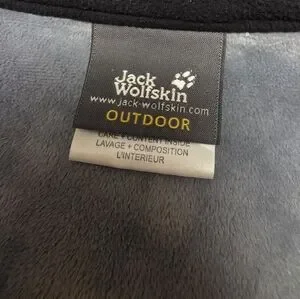 Jack
Wolfskin
www.jack-wolfskin.com
OUTDOOR
CARE + CONTENT INSIDE
LAVAGE + COMPOSITION
L'INTERIEUR